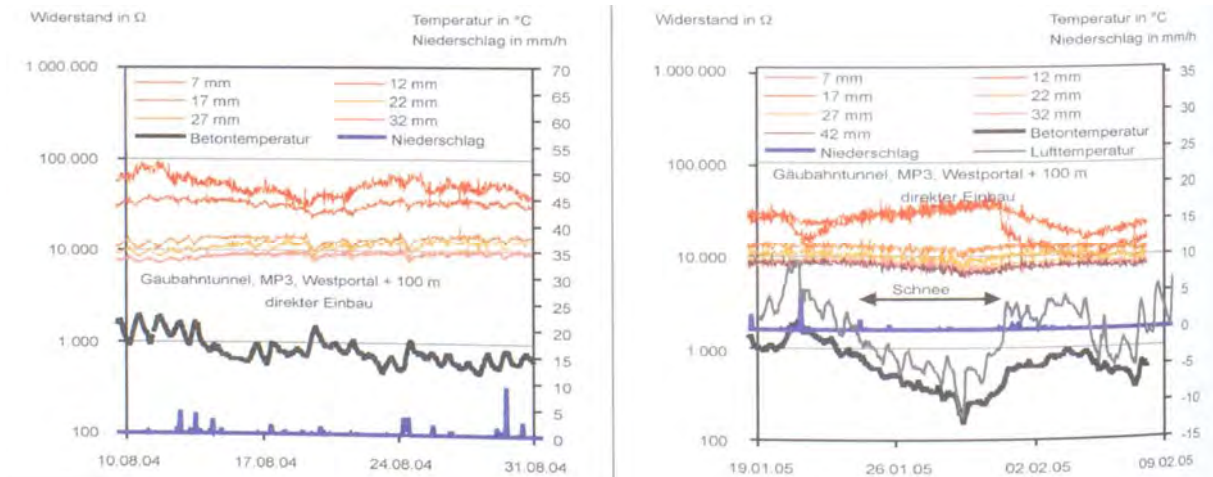 Widerstand in Ω
Temperatur in °C
Niederschlag in mm/h
1.000.000
100.000
10.000
1.000
100
70
65
60
55
50
45
40
35
30
25
20
15
10
5
0
7 mm
12 mm
17 mm
22 mm
27 mm
32 mm
Betontemperatur
Niederschlag
Gäubahntunnel, MP3, Westportal + 100 m
direkter Einbau
10.08.04
17.08.04
24.08.04
31.08.04
Widerstand in Ω
Temperatur in °C
Niederschlag in mm/h
1.000.000
100.000
10.000
1.000
100
35
30
25
20
15
10
5
0
-5
-10
-15
7 mm
12 mm
17 mm
22 mm
27 mm
32 mm
42 mm
Betontemperatur
Niederschlag
Lufttemperatur
Gäubahntunnel, MP3, Westportal + 100 m
direkter Einbau
Schnee
19.01.05
26.01.05
02.02.05
09.02.05